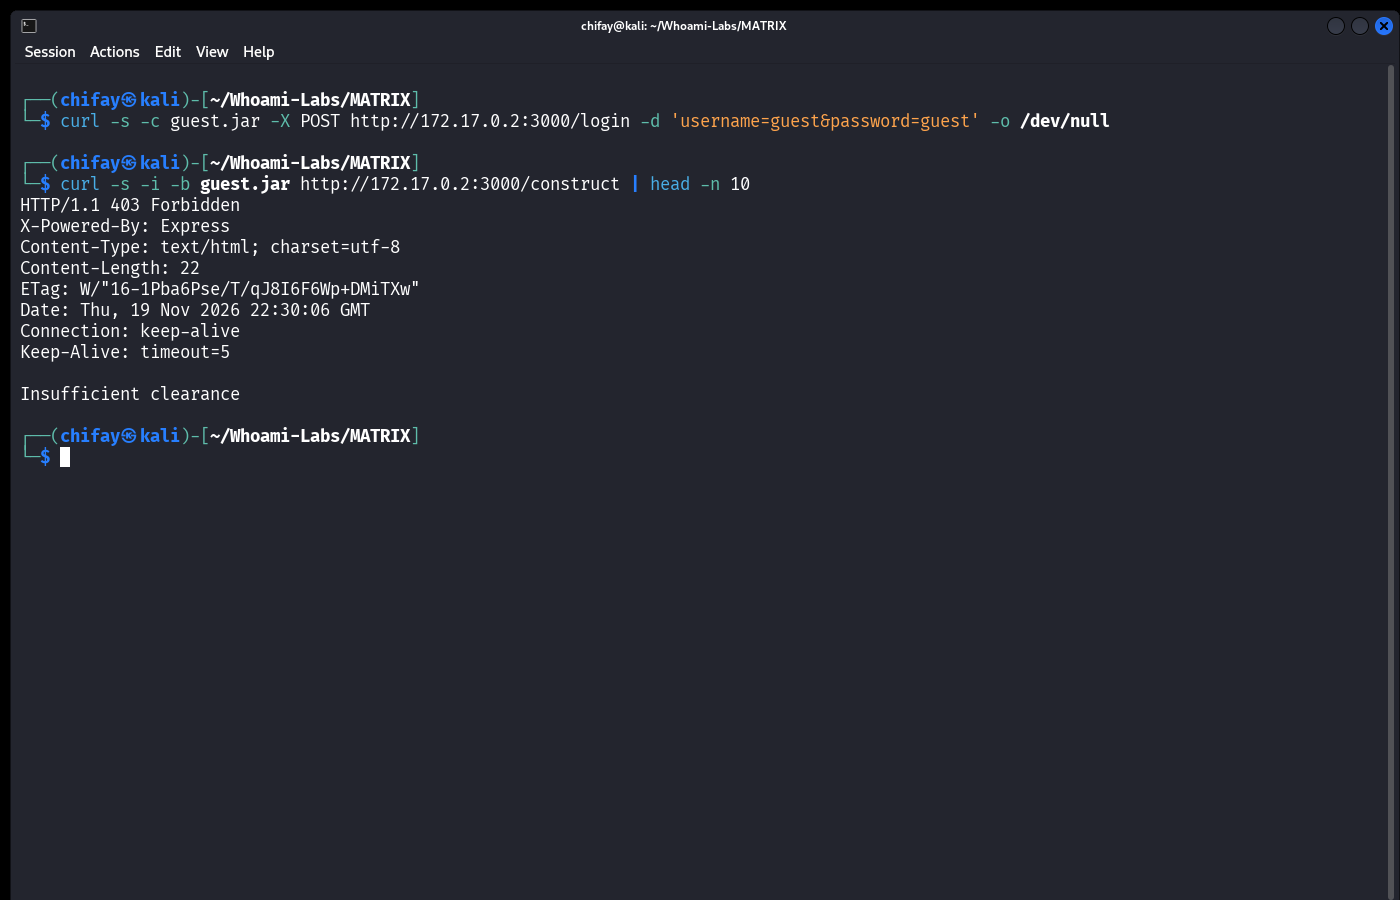 chifay@kali: ~/Whoami-Labs/MATRIX
Session Actions Edit View Help
┌──(chifay㉿kali)-[~/Whoami-Labs/MATRIX]
└─$ curl -s -c guest.jar -X POST http://172.17.0.2:3000/login -d 'username=guest&password=guest' -o /dev/null
┌──(chifay㉿kali)-[~/Whoami-Labs/MATRIX]
└─$ curl -s -i -b guest.jar http://172.17.0.2:3000/construct | head -n 10
HTTP/1.1 403 Forbidden
X-Powered-By: Express
Content-Type: text/html; charset=utf-8
Content-Length: 22
ETag: W/"16-1Pba6Pse/T/qJ8I6F6Wp+DMiTXw"
Date: Thu, 19 Nov 2026 22:30:06 GMT
Connection: keep-alive
Keep-Alive: timeout=5
Insufficient clearance
┌──(chifay㉿kali)-[~/Whoami-Labs/MATRIX]
└─$